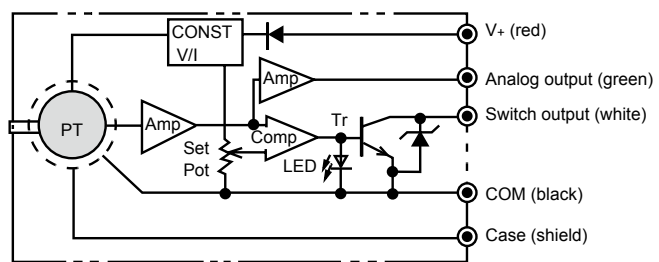 CONST
V/I
V+ (red)
Amp
Analog output (green)
PT
Amp
Set
Pot
Comp
Tr
LED
Switch output (white)
COM (black)
Case (shield)